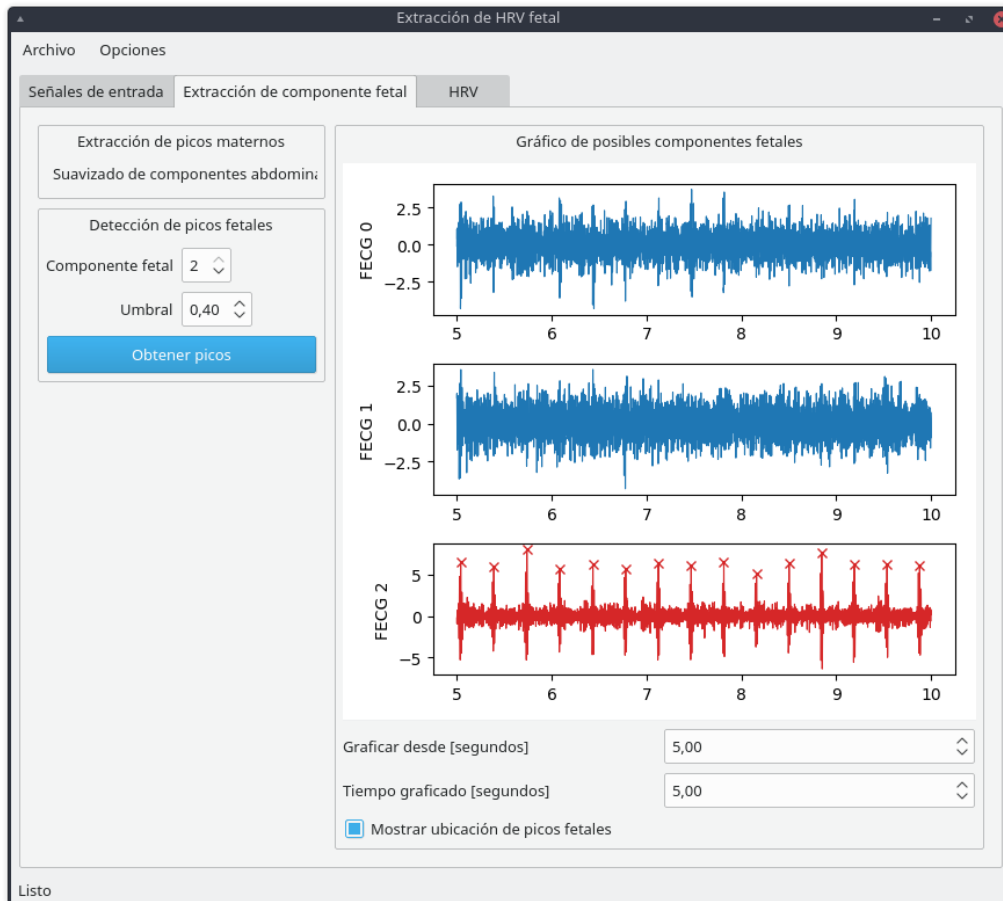 Extracción de HRV fetal
Archivo Opciones
Señales de entrada Extracción de componente fetal HRV
Extracción de picos maternos
Suavizado de componentes abdomina
Detección de picos fetales
Componente fetal 2
Umbral 0,40
Obtener picos
Gráfico de posibles componentes fetales
FECG 0
2.5
0.0
−2.5
5 6 7 8 9 10
FECG 1
2.5
0.0
−2.5
5 6 7 8 9 10
FECG 2
5
0
−5
5 6 7 8 9 10
Graficar desde [segundos] 5,00
Tiempo graficado [segundos] 5,00
Mostrar ubicación de picos fetales
Listo